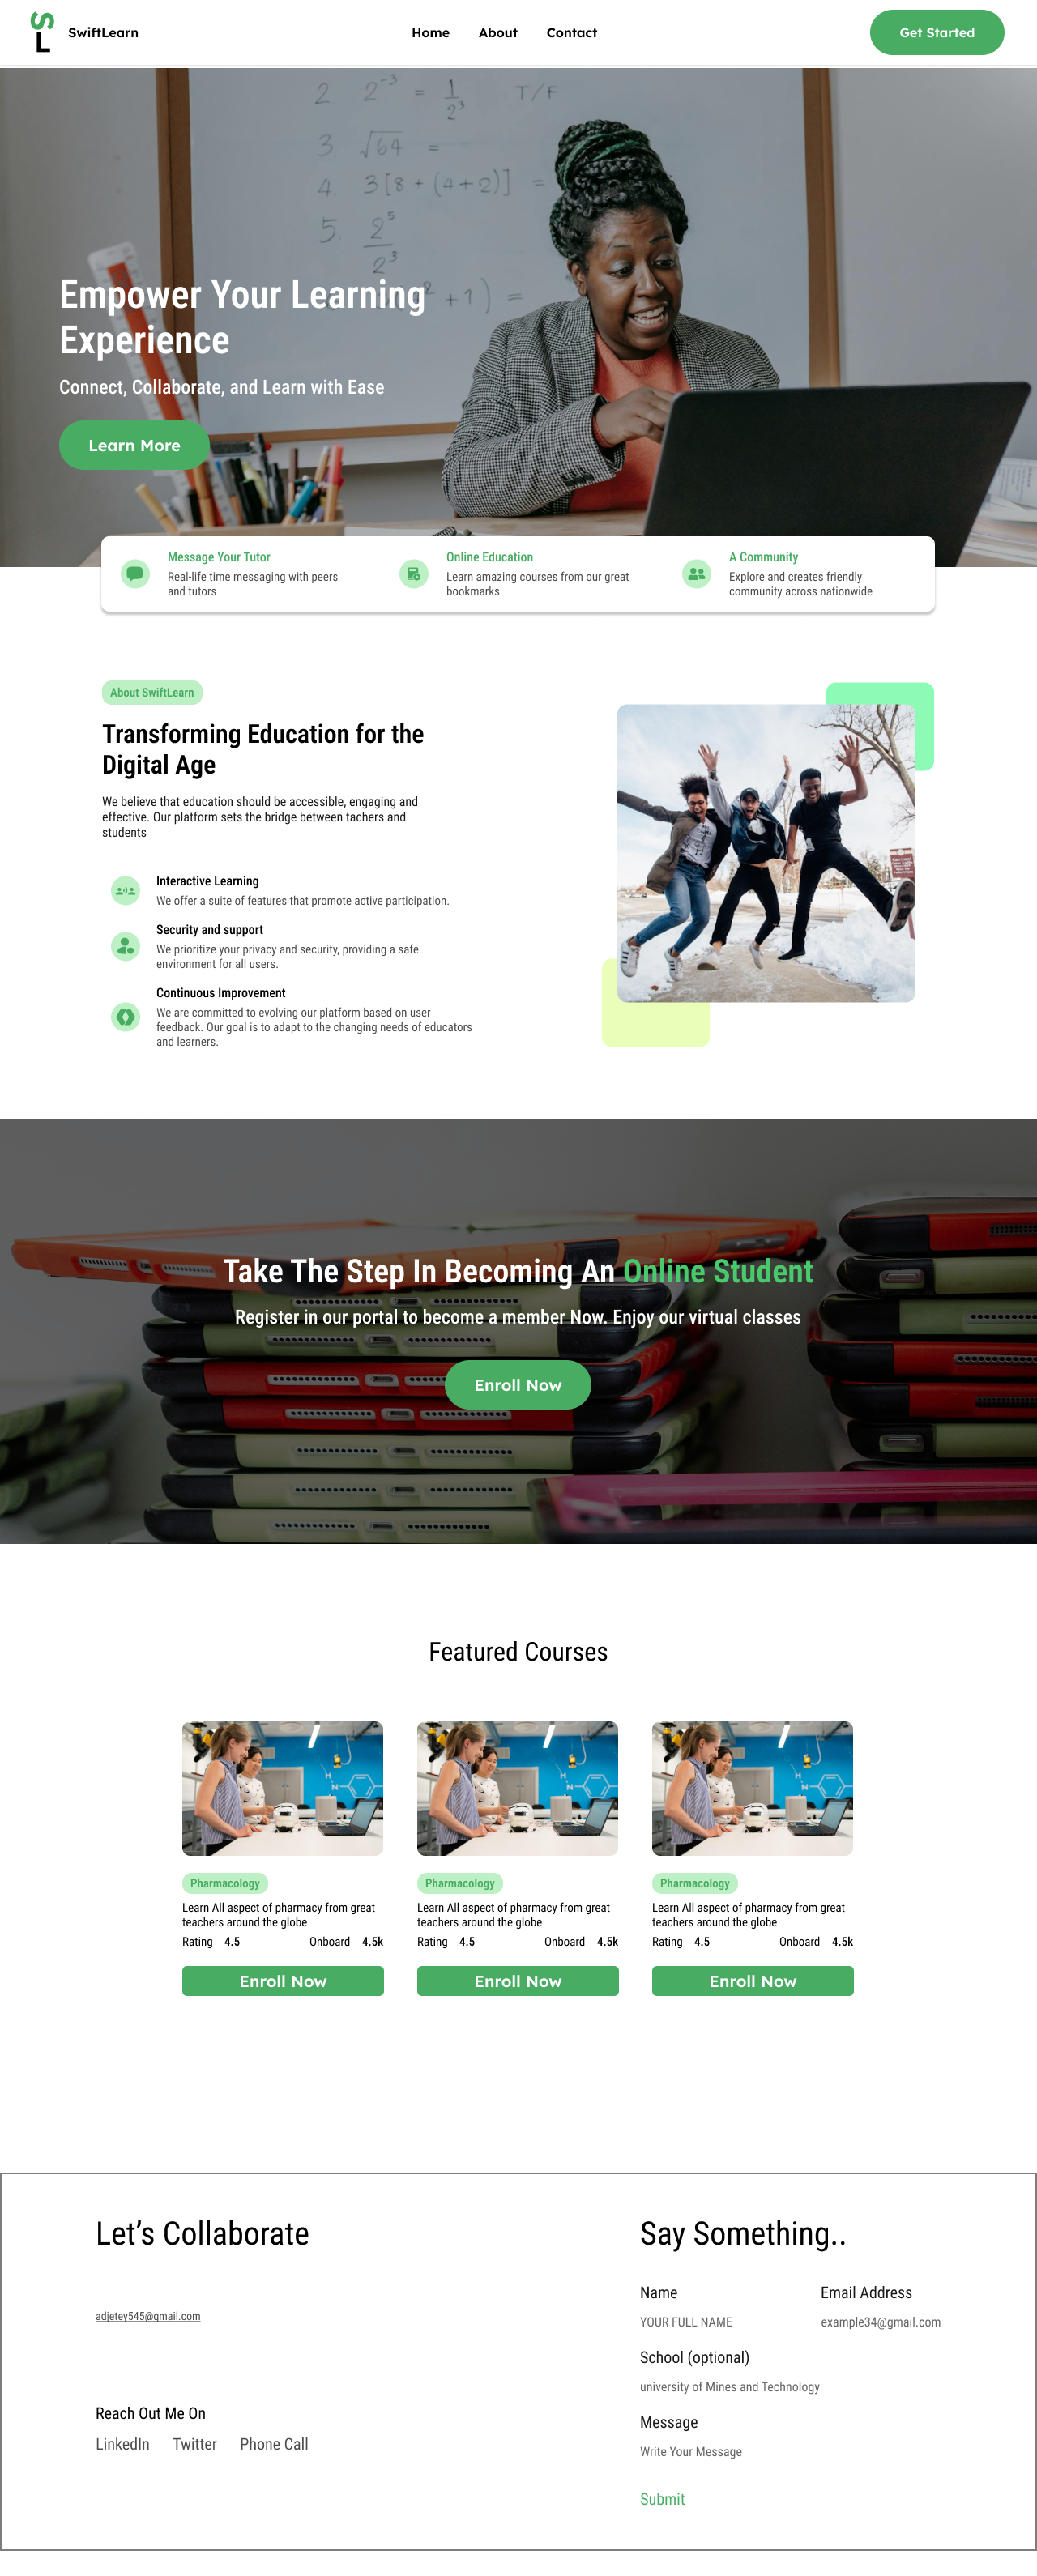 SL
SwiftLearn
Home About Contact
Get Started
2. 2⁻³ = 1/2³ T/F
3. √64 =
4. 3[8 + (4+2)] =
5. 2⁵
2³
Empower Your Learning
Experience
Connect, Collaborate, and Learn with Ease
Learn More
Message Your Tutor
Real-life time messaging with peers
and tutors
Online Education
Learn amazing courses from our great
bookmarks
A Community
Explore and creates friendly
community across nationwide
About SwiftLearn
Transforming Education for the
Digital Age
We believe that education should be accessible, engaging and
effective. Our platform sets the bridge between tachers and
students
Interactive Learning
We offer a suite of features that promote active participation.
Security and support
We prioritize your privacy and security, providing a safe
environment for all users.
Continuous Improvement
We are committed to evolving our platform based on user
feedback. Our goal is to adapt to the changing needs of educators
and learners.
Take The Step In Becoming An Online Student
Register in our portal to become a member Now. Enjoy our virtual classes
Enroll Now
Featured Courses
Pharmacology
Learn All aspect of pharmacy from great
teachers around the globe
Rating 4.5 Onboard 4.5k
Enroll Now
Pharmacology
Learn All aspect of pharmacy from great
teachers around the globe
Rating 4.5 Onboard 4.5k
Enroll Now
Pharmacology
Learn All aspect of pharmacy from great
teachers around the globe
Rating 4.5 Onboard 4.5k
Enroll Now
Let's Collaborate
adjetey545@gmail.com
Reach Out Me On
LinkedIn Twitter Phone Call
Say Something..
Name Email Address
YOUR FULL NAME example34@gmail.com
School (optional)
university of Mines and Technology
Message
Write Your Message
Submit